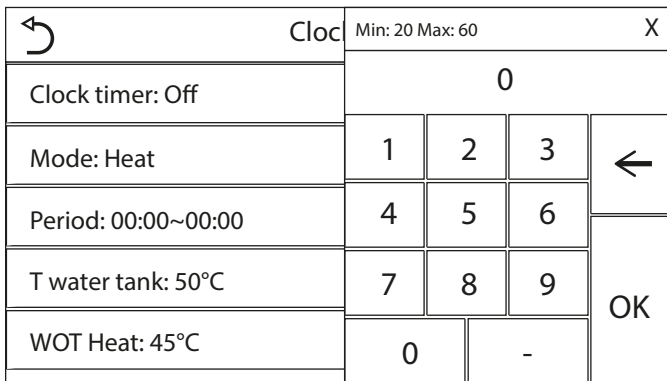 Clock
Min: 20 Max: 60 X
0
Clock timer: Off
Mode: Heat
Period: 00:00~00:00
T water tank: 50°C
WOT Heat: 45°C
1 2 3
4 5 6
7 8 9
OK
0 -